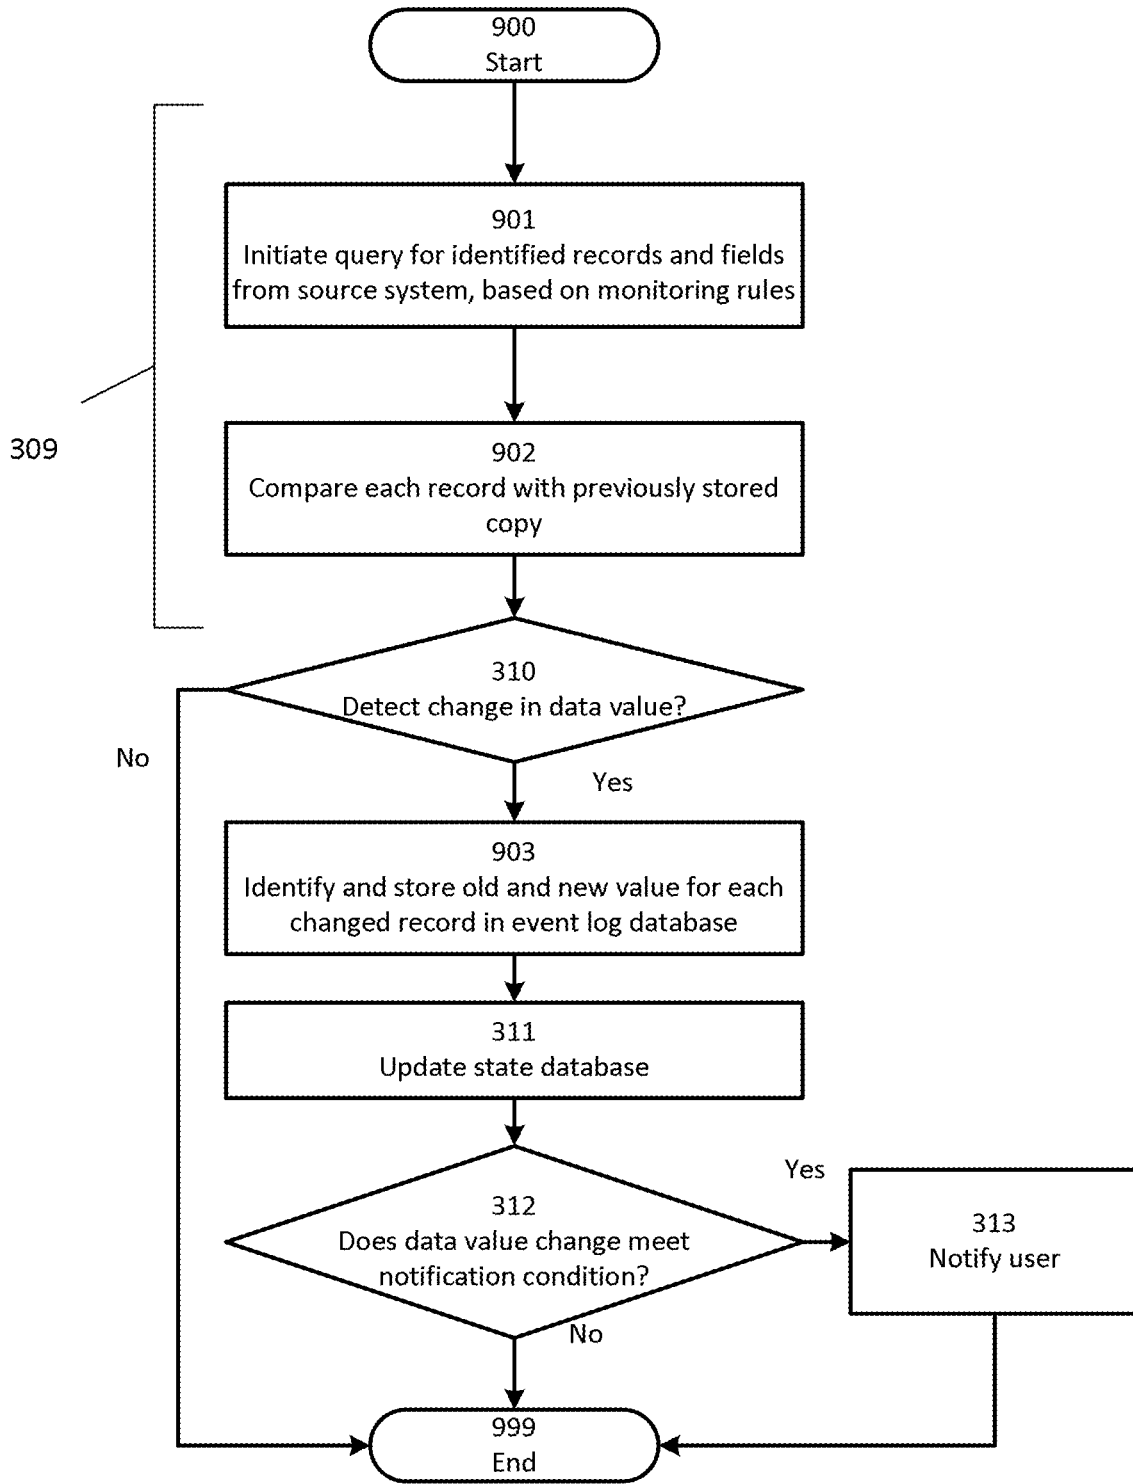 900
Start
901
Initiate query for identified records and fields
from source system, based on monitoring rules
309
902
Compare each record with previously stored
copy
310
Detect change in data value?
No
Yes
903
Identify and store old and new value for each
changed record in event log database
311
Update state database
Yes
312
Does data value change meet
notification condition?
313
Notify user
No
999
End